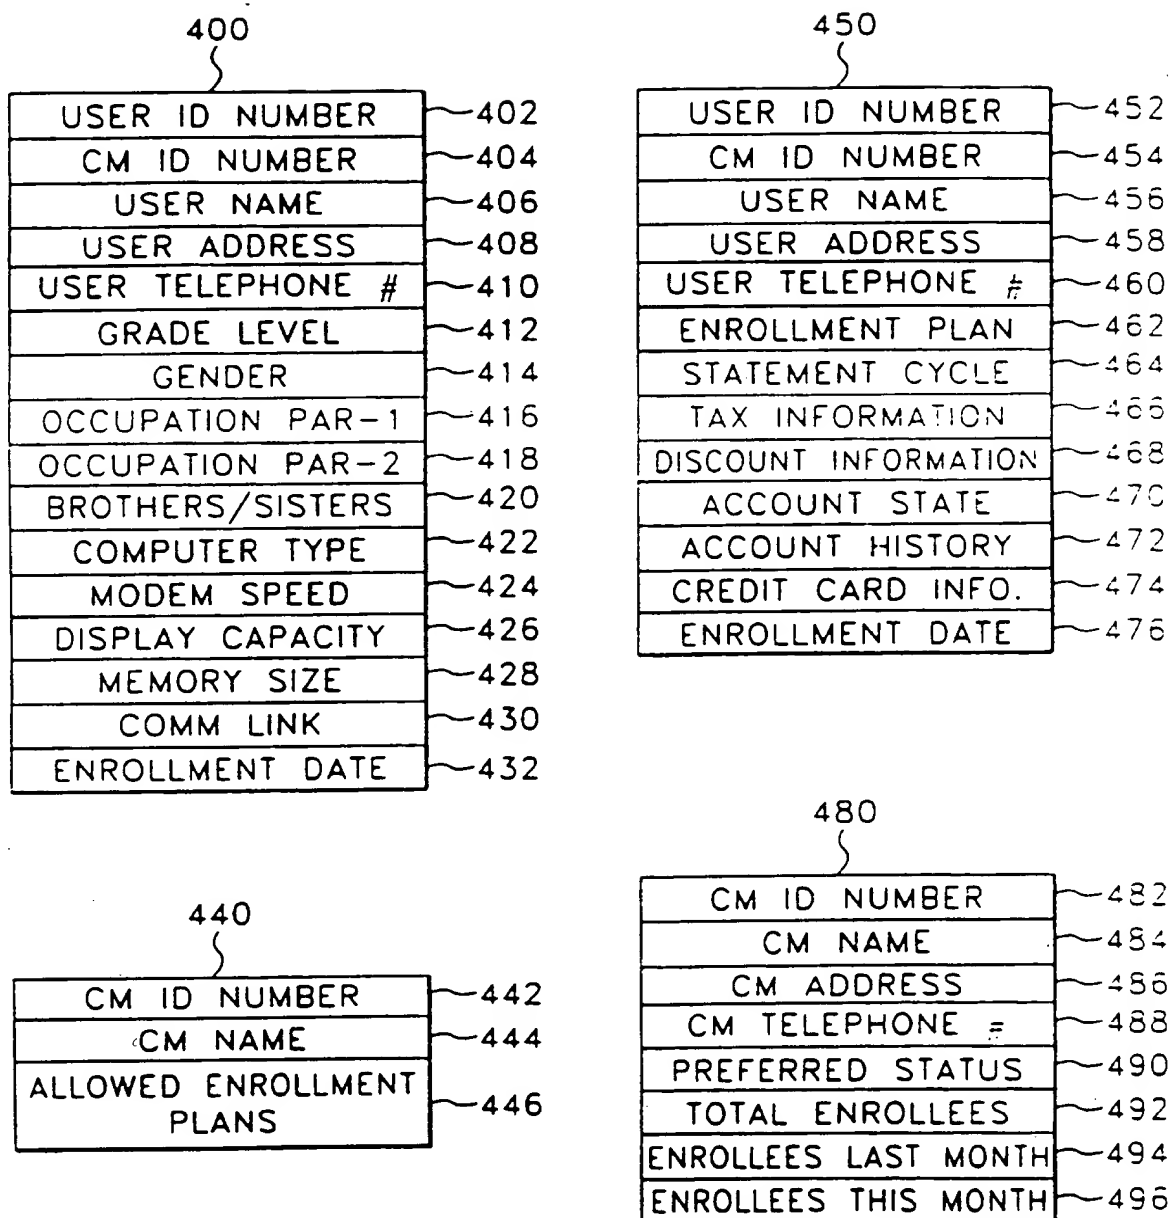 400
USER ID NUMBER 402
CM ID NUMBER 404
USER NAME 406
USER ADDRESS 408
USER TELEPHONE # 410
GRADE LEVEL 412
GENDER 414
OCCUPATION PAR-1 416
OCCUPATION PAR-2 418
BROTHERS/SISTERS 420
COMPUTER TYPE 422
MODEM SPEED 424
DISPLAY CAPACITY 426
MEMORY SIZE 428
COMM LINK 430
ENROLLMENT DATE 432
440
CM ID NUMBER 442
CM NAME 444
ALLOWED ENROLLMENT
PLANS 446
450
USER ID NUMBER 452
CM ID NUMBER 454
USER NAME 456
USER ADDRESS 458
USER TELEPHONE # 460
ENROLLMENT PLAN 462
STATEMENT CYCLE 464
TAX INFORMATION 466
DISCOUNT INFORMATION 468
ACCOUNT STATE 470
ACCOUNT HISTORY 472
CREDIT CARD INFO. 474
ENROLLMENT DATE 476
480
CM ID NUMBER 482
CM NAME 484
CM ADDRESS 486
CM TELEPHONE # 488
PREFERRED STATUS 490
TOTAL ENROLLEES 492
ENROLLEES LAST MONTH 494
ENROLLEES THIS MONTH 496